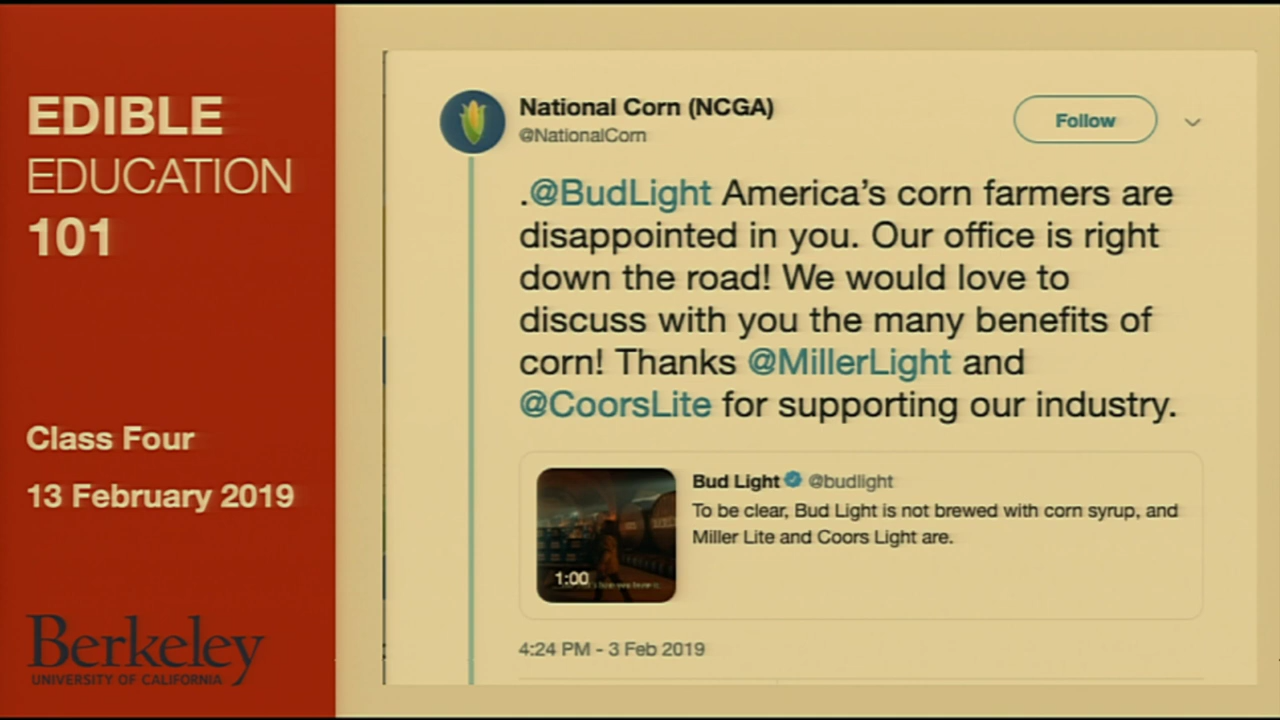 EDIBLE
EDUCATION
101
Class Four
13 February 2019
Berkeley
UNIVERSITY OF CALIFORNIA
National Corn (NCGA)
@NationalCorn
Follow
.@BudLight America's corn farmers are
disappointed in you. Our office is right
down the road! We would love to
discuss with you the many benefits of
corn! Thanks @MillerLight and
@CoorsLite for supporting our industry.
Bud Light @budlight
To be clear, Bud Light is not brewed with corn syrup, and
Miller Lite and Coors Light are.
1:00
4:24 PM - 3 Feb 2019